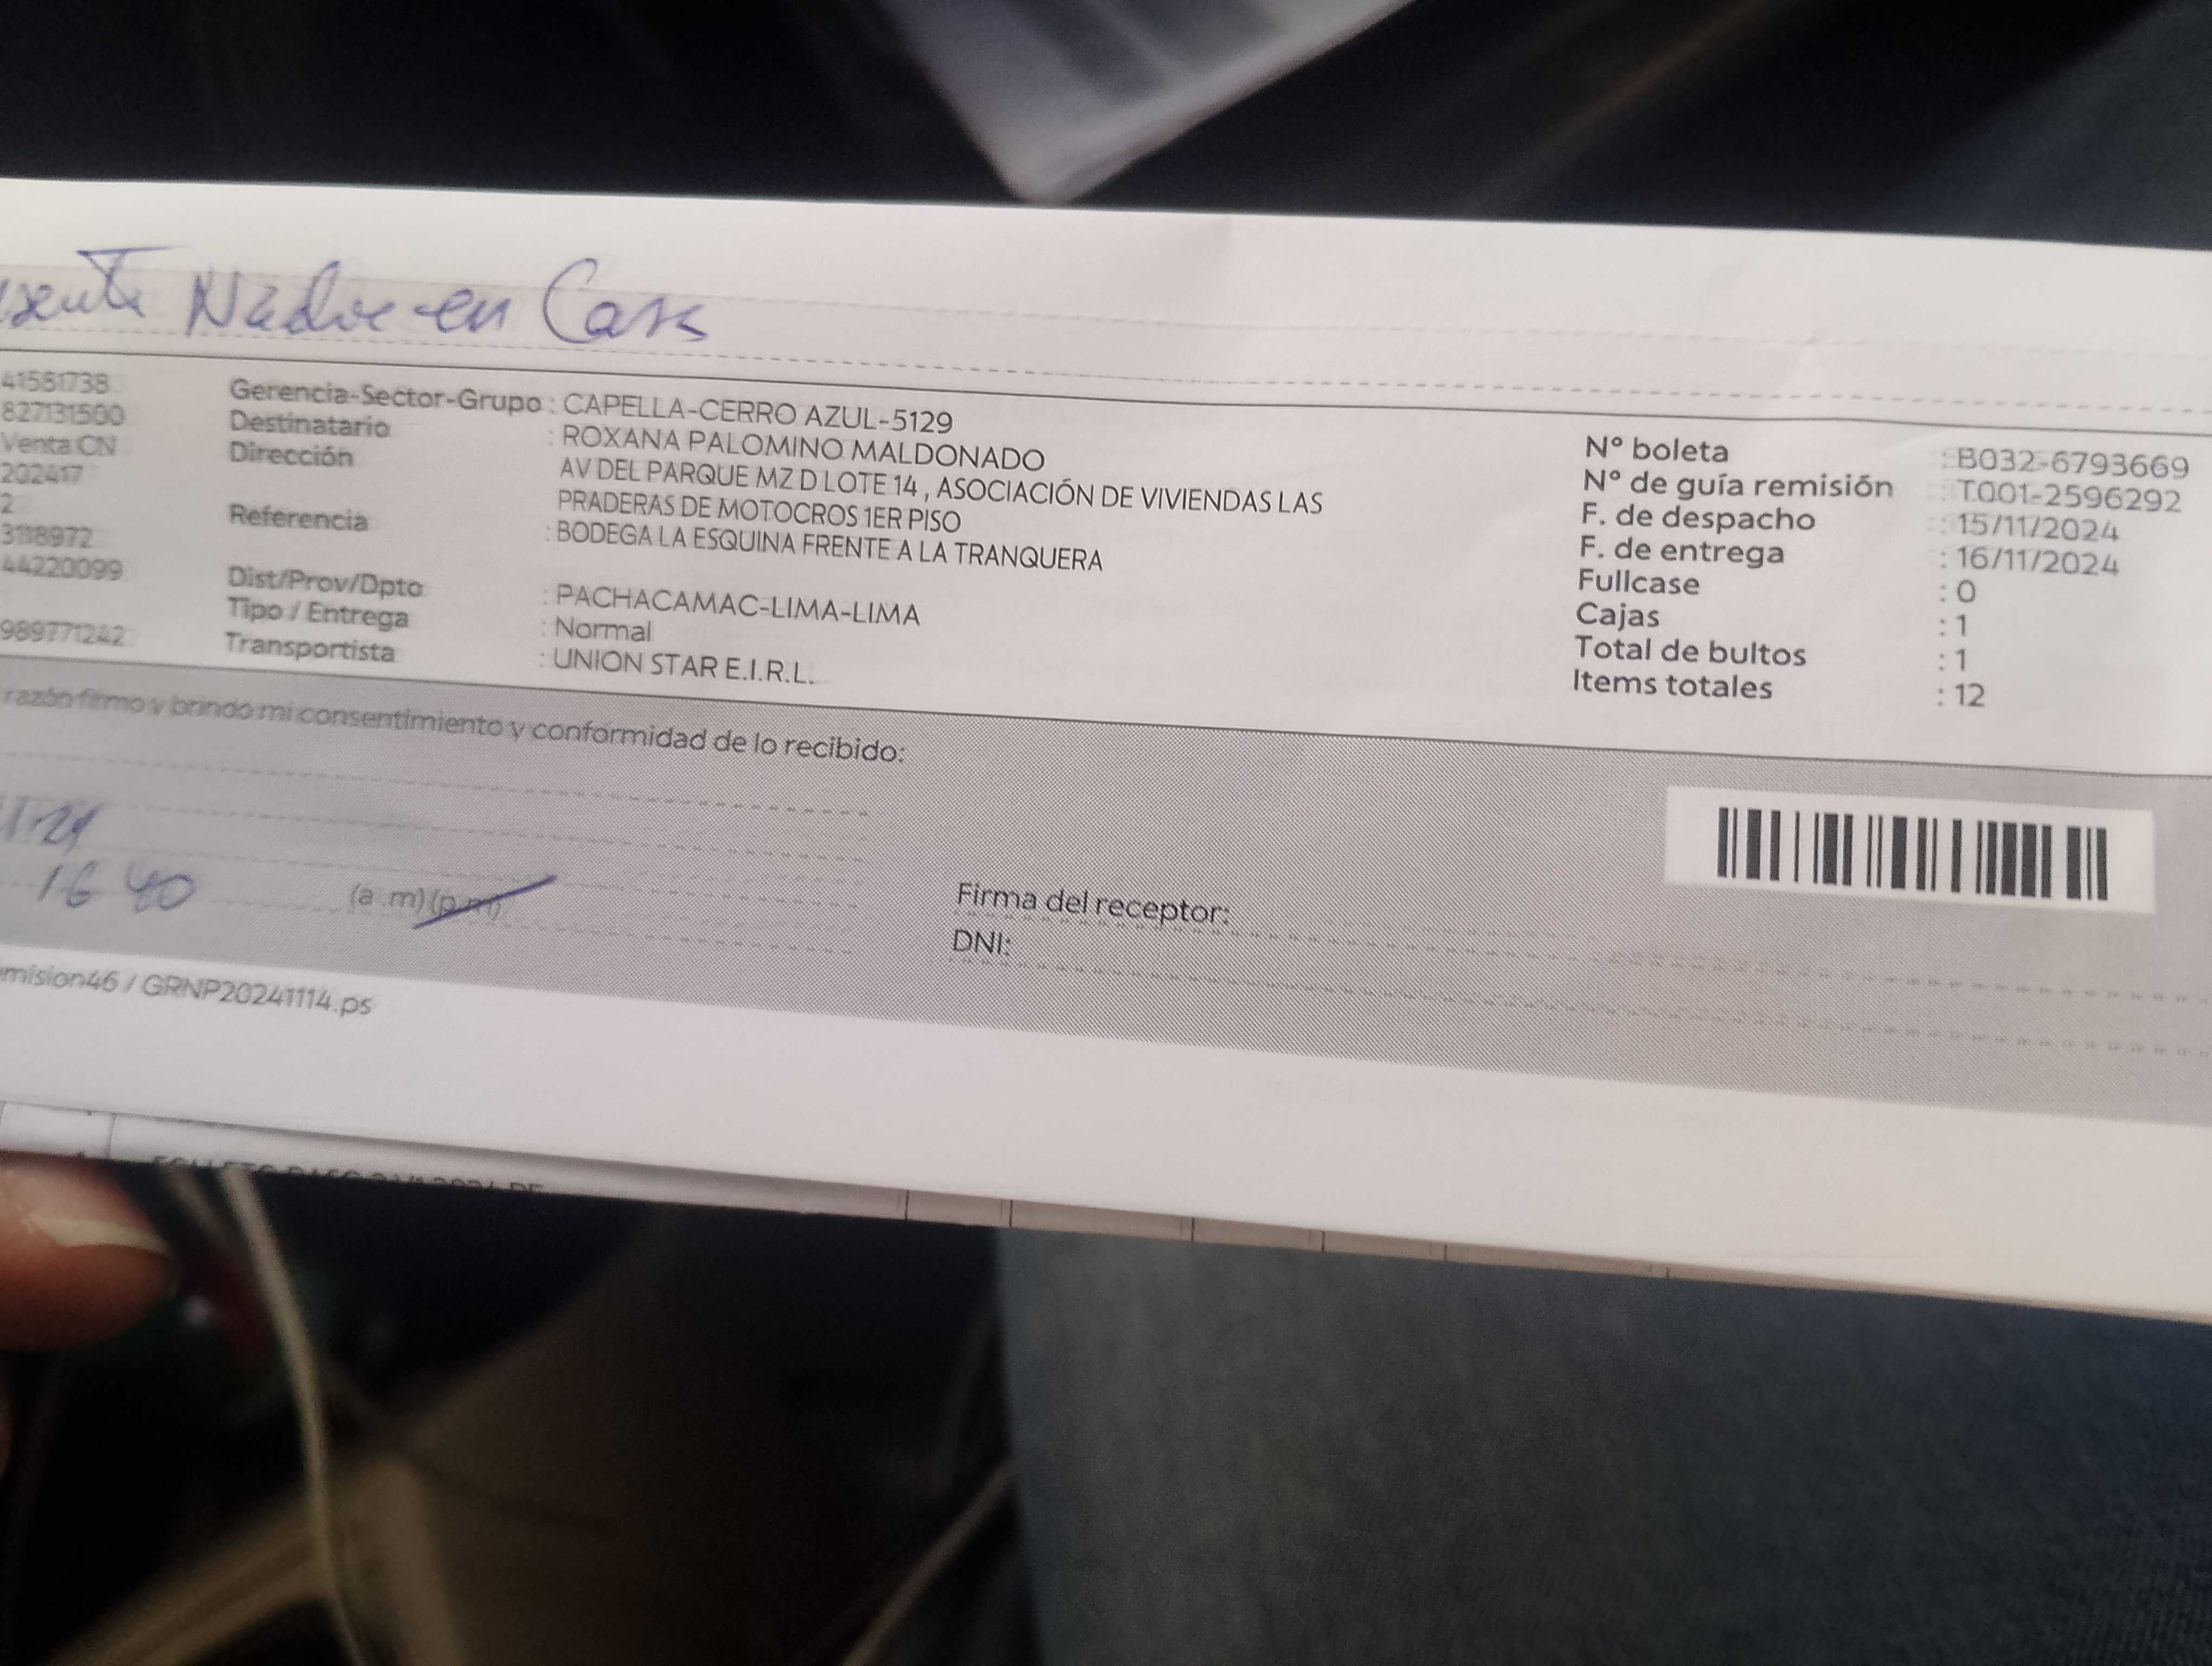 Nadie en Casa
41581738 Gerencia-Sector-Grupo : CAPELLA-CERRO AZUL-5129
827131500 Destinatario : ROXANA PALOMINO MALDONADO Nº boleta : B032-6793669
Venta CN Dirección AV DEL PARQUE MZ D LOTE 14 , ASOCIACIÓN DE VIVIENDAS LAS Nº de guía remisión : T001-2596292
202417 PRADERAS DE MOTOCROS 1ER PISO F. de despacho : 15/11/2024
2 Referencia : BODEGA LA ESQUINA FRENTE A LA TRANQUERA F. de entrega : 16/11/2024
3118972 Fullcase : 0
44220099 Dist/Prov/Dpto : PACHACAMAC-LIMA-LIMA Cajas : 1
Tipo / Entrega : Normal Total de bultos : 1
989771242 Transportista : UNION STAR E.I.R.L. Items totales : 12
razón firmo y brindo mi consentimiento y conformidad de lo recibido:
16 40 (a .m) (p.m)
Firma del receptor:
DNI:
mision46 / GRNP20241114.ps